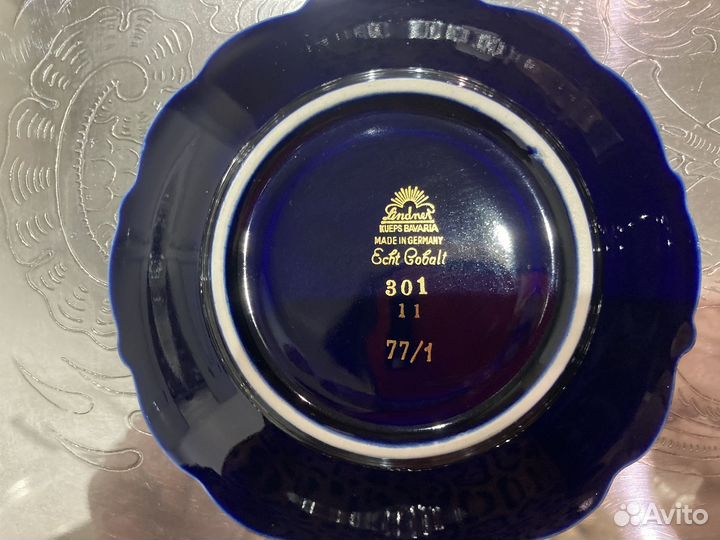 Lindner
KUEPS BAVARIA
MADE IN GERMANY
Echt Cobalt
301
11
77/1
Avito